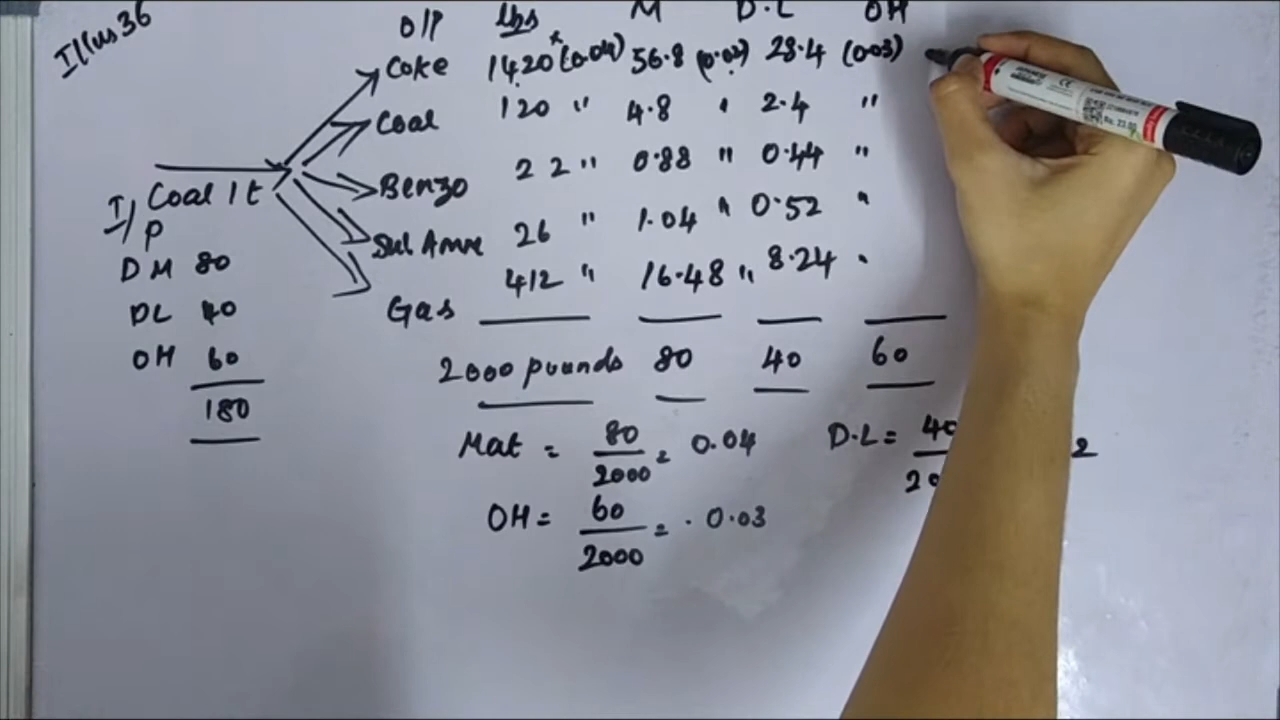 Illus 36
O/P lbs M D.L OH
Coke 1420 (0.04) 56.8 (0.02) 28.4 (0.03)
Coal 120 " 4.8 " 2.4 "
Benzo 22 " 0.88 " 0.44 "
26 " 1.04 " 0.52 "
Gas 412 " 16.48 " 8.24 "
2000 pounds 80 40 60
I/P Coal 1t
DM 80
DL 40
OH 60
180
Mat = 80/2000 = 0.04 D.L = 40
OH = 60/2000 = 0.03
Rs. 23.00